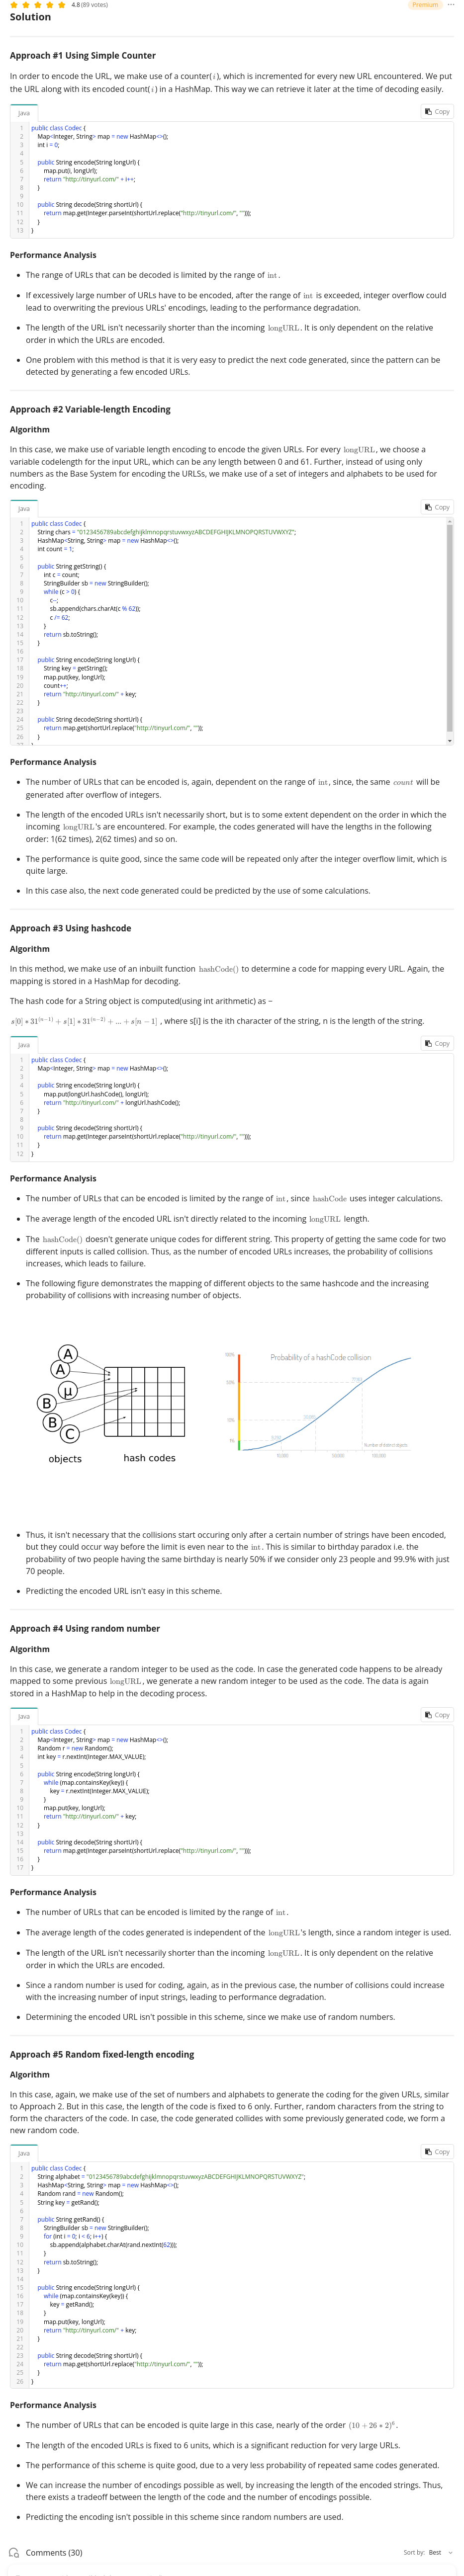 4.8 (89 votes)
Premium
Solution
Approach #1 Using Simple Counter
In order to encode the URL, we make use of a counter(i), which is incremented for every new URL encountered. We put
the URL along with its encoded count(i) in a HashMap. This way we can retrieve it later at the time of decoding easily.
Java
Copy
1 public class Codec {
2 Map<Integer, String> map = new HashMap<>();
3 int i = 0;
4
5 public String encode(String longUrl) {
6 map.put(i, longUrl);
7 return "http://tinyurl.com/" + i++;
8 }
9
10 public String decode(String shortUrl) {
11 return map.get(Integer.parseInt(shortUrl.replace("http://tinyurl.com/", "")));
12 }
13 }
Performance Analysis
• The range of URLs that can be decoded is limited by the range of int.
• If excessively large number of URLs have to be encoded, after the range of int is exceeded, integer overflow could
lead to overwriting the previous URLs' encodings, leading to the performance degradation.
• The length of the URL isn't necessarily shorter than the incoming longURL. It is only dependent on the relative
order in which the URLs are encoded.
• One problem with this method is that it is very easy to predict the next code generated, since the pattern can be
detected by generating a few encoded URLs.
Approach #2 Variable-length Encoding
Algorithm
In this case, we make use of variable length encoding to encode the given URLs. For every longURL, we choose a
variable codelength for the input URL, which can be any length between 0 and 61. Further, instead of using only
numbers as the Base System for encoding the URLSs, we make use of a set of integers and alphabets to be used for
encoding.
Java
Copy
1 public class Codec {
2 String chars = "0123456789abcdefghijklmnopqrstuvwxyzABCDEFGHIJKLMNOPQRSTUVWXYZ";
3 HashMap<String, String> map = new HashMap<>();
4 int count = 1;
5
6 public String getString() {
7 int c = count;
8 StringBuilder sb = new StringBuilder();
9 while (c > 0) {
10 c--;
11 sb.append(chars.charAt(c % 62));
12 c /= 62;
13 }
14 return sb.toString();
15 }
16
17 public String encode(String longUrl) {
18 String key = getString();
19 map.put(key, longUrl);
20 count++;
21 return "http://tinyurl.com/" + key;
22 }
23
24 public String decode(String shortUrl) {
25 return map.get(shortUrl.replace("http://tinyurl.com/", ""));
26 }
27 }
Performance Analysis
• The number of URLs that can be encoded is, again, dependent on the range of int, since, the same count will be
generated after overflow of integers.
• The length of the encoded URLs isn't necessarily short, but is to some extent dependent on the order in which the
incoming longURL's are encountered. For example, the codes generated will have the lengths in the following
order: 1(62 times), 2(62 times) and so on.
• The performance is quite good, since the same code will be repeated only after the integer overflow limit, which is
quite large.
• In this case also, the next code generated could be predicted by the use of some calculations.
Approach #3 Using hashcode
Algorithm
In this method, we make use of an inbuilt function hashCode() to determine a code for mapping every URL. Again, the
mapping is stored in a HashMap for decoding.
The hash code for a String object is computed(using int arithmetic) as −
s[0] ∗ 31^(n−1) + s[1] ∗ 31^(n−2) + ... + s[n − 1] , where s[i] is the ith character of the string, n is the length of the string.
Java
Copy
1 public class Codec {
2 Map<Integer, String> map = new HashMap<>();
3
4 public String encode(String longUrl) {
5 map.put(longUrl.hashCode(), longUrl);
6 return "http://tinyurl.com/" + longUrl.hashCode();
7 }
8
9 public String decode(String shortUrl) {
10 return map.get(Integer.parseInt(shortUrl.replace("http://tinyurl.com/", "")));
11 }
12 }
Performance Analysis
• The number of URLs that can be encoded is limited by the range of int, since hashCode uses integer calculations.
• The average length of the encoded URL isn't directly related to the incoming longURL length.
• The hashCode() doesn't generate unique codes for different string. This property of getting the same code for two
different inputs is called collision. Thus, as the number of encoded URLs increases, the probability of collisions
increases, which leads to failure.
• The following figure demonstrates the mapping of different objects to the same hashcode and the increasing
probability of collisions with increasing number of objects.
A
A
μ
B
B
C
objects
hash codes
Probability of a hashCode collision
100%
50%
10%
1%
Number of distinct objects
• Thus, it isn't necessary that the collisions start occuring only after a certain number of strings have been encoded,
but they could occur way before the limit is even near to the int. This is similar to birthday paradox i.e. the
probability of two people having the same birthday is nearly 50% if we consider only 23 people and 99.9% with just
70 people.
• Predicting the encoded URL isn't easy in this scheme.
Approach #4 Using random number
Algorithm
In this case, we generate a random integer to be used as the code. In case the generated code happens to be already
mapped to some previous longURL, we generate a new random integer to be used as the code. The data is again
stored in a HashMap to help in the decoding process.
Java
Copy
1 public class Codec {
2 Map<Integer, String> map = new HashMap<>();
3 Random r = new Random();
4 int key = r.nextInt(Integer.MAX_VALUE);
5
6 public String encode(String longUrl) {
7 while (map.containsKey(key)) {
8 key = r.nextInt(Integer.MAX_VALUE);
9 }
10 map.put(key, longUrl);
11 return "http://tinyurl.com/" + key;
12 }
13
14 public String decode(String shortUrl) {
15 return map.get(Integer.parseInt(shortUrl.replace("http://tinyurl.com/", "")));
16 }
17 }
Performance Analysis
• The number of URLs that can be encoded is limited by the range of int.
• The average length of the codes generated is independent of the longURL's length, since a random integer is used.
• The length of the URL isn't necessarily shorter than the incoming longURL. It is only dependent on the relative
order in which the URLs are encoded.
• Since a random number is used for coding, again, as in the previous case, the number of collisions could increase
with the increasing number of input strings, leading to performance degradation.
• Determining the encoded URL isn't possible in this scheme, since we make use of random numbers.
Approach #5 Random fixed-length encoding
Algorithm
In this case, again, we make use of the set of numbers and alphabets to generate the coding for the given URLs, similar
to Approach 2. But in this case, the length of the code is fixed to 6 only. Further, random characters from the string to
form the characters of the code. In case, the code generated collides with some previously generated code, we form a
new random code.
Java
Copy
1 public class Codec {
2 String alphabet = "0123456789abcdefghijklmnopqrstuvwxyzABCDEFGHIJKLMNOPQRSTUVWXYZ";
3 HashMap<String, String> map = new HashMap<>();
4 Random rand = new Random();
5 String key = getRand();
6
7 public String getRand() {
8 StringBuilder sb = new StringBuilder();
9 for (int i = 0; i < 6; i++) {
10 sb.append(alphabet.charAt(rand.nextInt(62)));
11 }
12 return sb.toString();
13 }
14
15 public String encode(String longUrl) {
16 while (map.containsKey(key)) {
17 key = getRand();
18 }
19 map.put(key, longUrl);
20 return "http://tinyurl.com/" + key;
21 }
22
23 public String decode(String shortUrl) {
24 return map.get(shortUrl.replace("http://tinyurl.com/", ""));
25 }
26 }
Performance Analysis
• The number of URLs that can be encoded is quite large in this case, nearly of the order (10 + 26 ∗ 2)^6.
• The length of the encoded URLs is fixed to 6 units, which is a significant reduction for very large URLs.
• The performance of this scheme is quite good, due to a very less probability of repeated same codes generated.
• We can increase the number of encodings possible as well, by increasing the length of the encoded strings. Thus,
there exists a tradeoff between the length of the code and the number of encodings possible.
• Predicting the encoding isn't possible in this scheme since random numbers are used.
Comments (30)
Sort by: Best